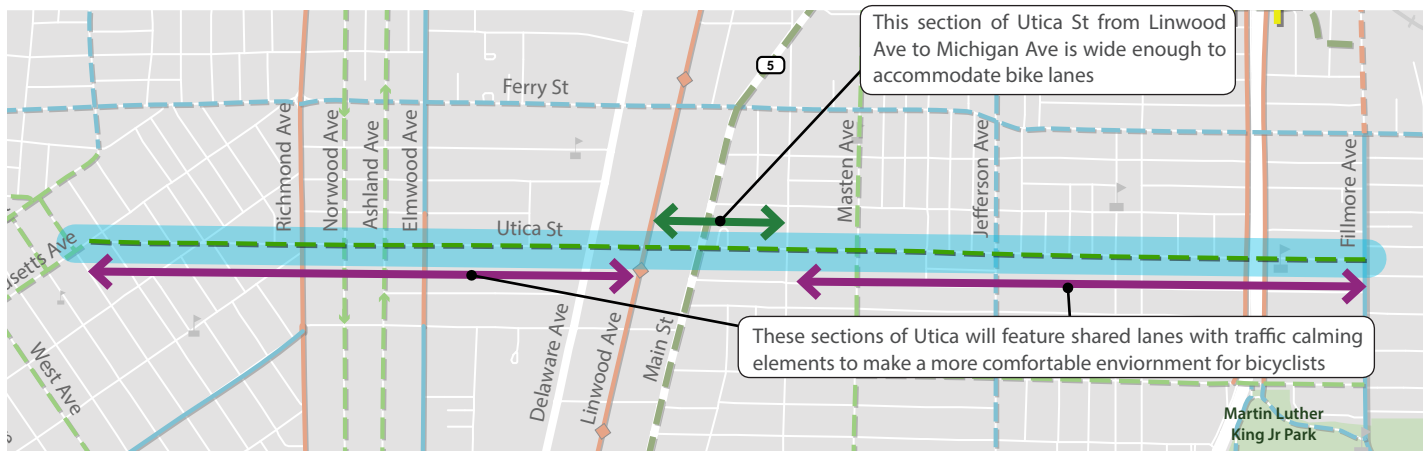 This section of Utica St from Linwood
Ave to Michigan Ave is wide enough to
accommodate bike lanes
5
Ferry St
Richmond Ave
Norwood Ave
Ashland Ave
Elmwood Ave
Masten Ave
Jefferson Ave
Fillmore Ave
Utica St
usetts Ave
West Ave
Delaware Ave
Linwood Ave
Main St
These sections of Utica will feature shared lanes with traffic calming
elements to make a more comfortable enviornment for bicyclists
Martin Luther
King Jr Park